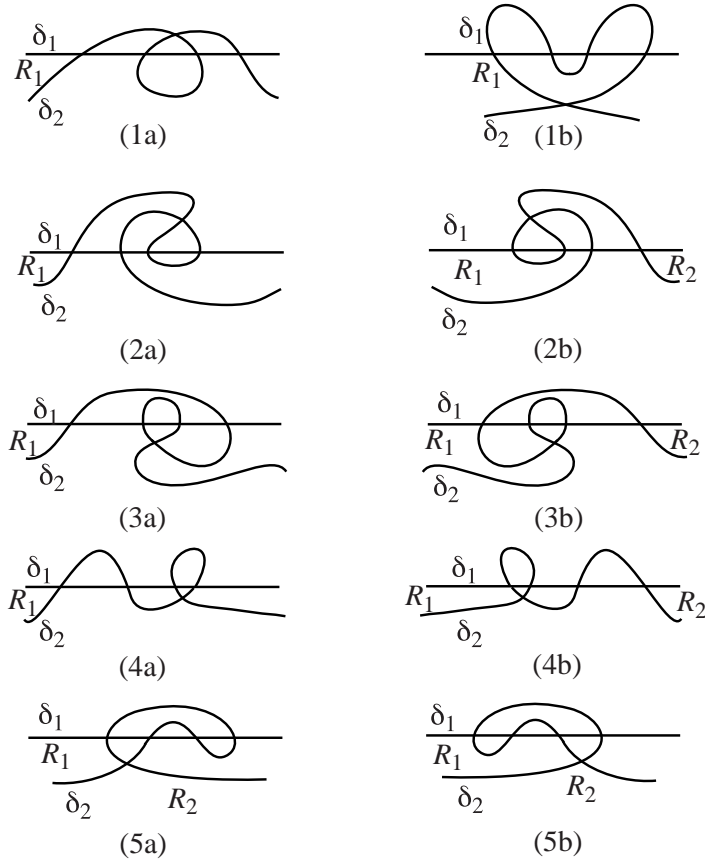 δ1 δ1
R1 R1
δ2 δ2
(1a) (1b)
δ1 δ1
R1 R1 R2
δ2 δ2
(2a) (2b)
δ1 δ1
R1 R1 R2
δ2 δ2
(3a) (3b)
δ1 δ1
R1 R1 R2
δ2 δ2
(4a) (4b)
δ1 δ1
R1 R1
δ2 R2 δ2 R2
(5a) (5b)